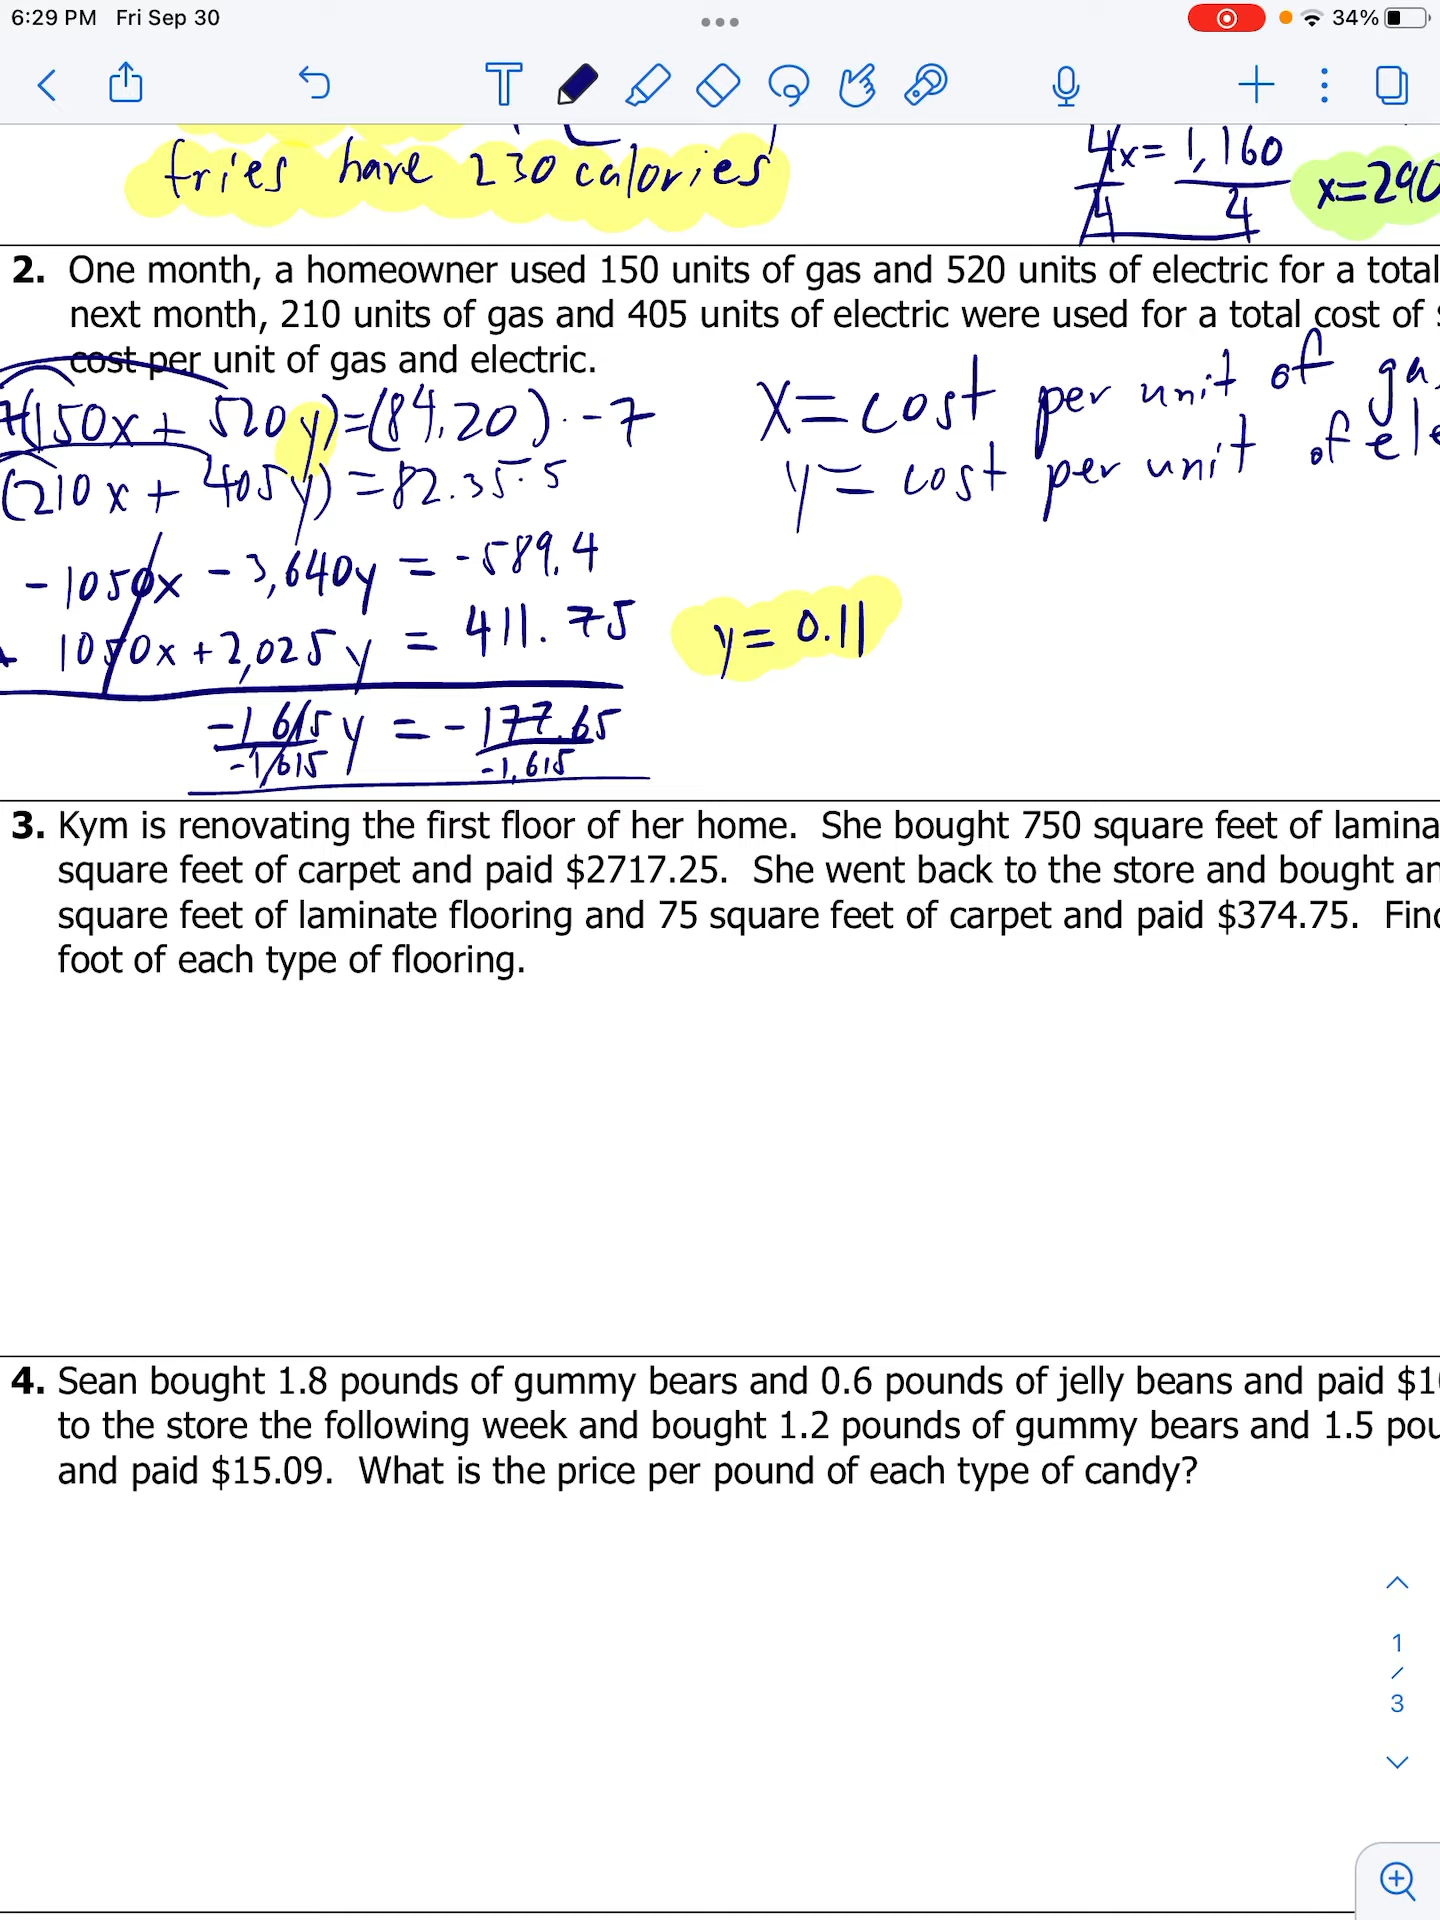 6:29 PM Fri Sep 30
34%
fries have 230 calories
4x = 1,160
4 4
x=290
2. One month, a homeowner used 150 units of gas and 520 units of electric for a total
next month, 210 units of gas and 405 units of electric were used for a total cost of
cost per unit of gas and electric.
7(150x + 520y)=(84.20)·-7
(210x + 405y)=82.35·5
x=cost per unit of ga
y= cost per unit of ele
-1050x - 3,640y = -589.4
1050x + 2,025y = 411.75
y= 0.11
-1615y = -177.65
-1,615 -1,615
3. Kym is renovating the first floor of her home. She bought 750 square feet of lamina
square feet of carpet and paid $2717.25. She went back to the store and bought an
square feet of laminate flooring and 75 square feet of carpet and paid $374.75. Find
foot of each type of flooring.
4. Sean bought 1.8 pounds of gummy bears and 0.6 pounds of jelly beans and paid $1
to the store the following week and bought 1.2 pounds of gummy bears and 1.5 pou
and paid $15.09. What is the price per pound of each type of candy?
1
/
3